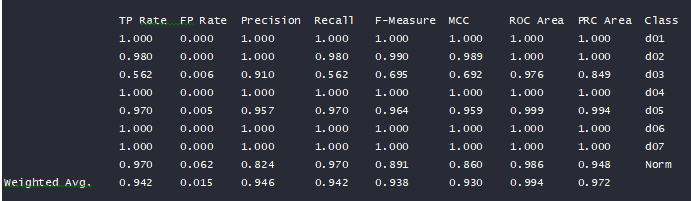 TP Rate FP Rate Precision Recall F-Measure MCC ROC Area PRC Area Class
1.000 0.000 1.000 1.000 1.000 1.000 1.000 1.000 d01
0.980 0.000 1.000 0.980 0.990 0.989 1.000 1.000 d02
0.562 0.006 0.910 0.562 0.695 0.692 0.976 0.849 d03
1.000 0.000 1.000 1.000 1.000 1.000 1.000 1.000 d04
0.970 0.005 0.957 0.970 0.964 0.959 0.999 0.994 d05
1.000 0.000 1.000 1.000 1.000 1.000 1.000 1.000 d06
1.000 0.000 1.000 1.000 1.000 1.000 1.000 1.000 d07
0.970 0.062 0.824 0.970 0.891 0.860 0.986 0.948 Norm
Weighted Avg. 0.942 0.015 0.946 0.942 0.938 0.930 0.994 0.972